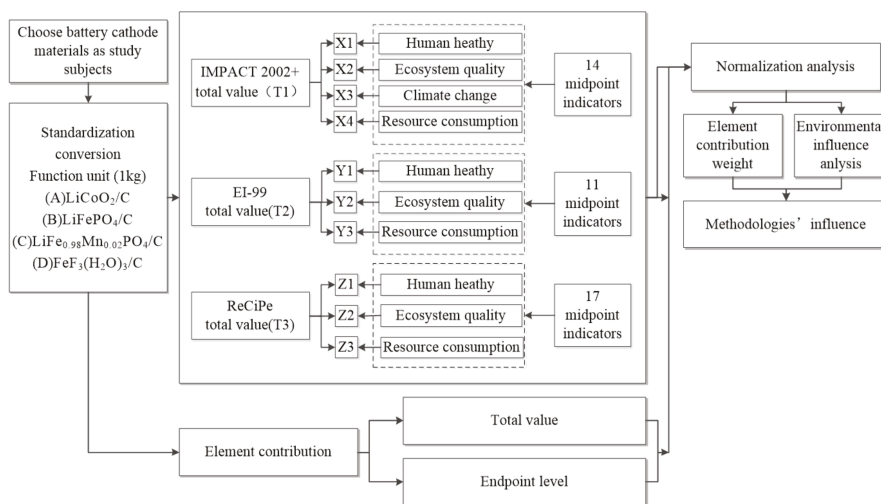 Choose battery cathode
materials as study
subjects
Standardization
conversion
Function unit (1kg)
(A)LiCoO₂/C
(B)LiFePO₄/C
(C)LiFe₀.₉₈Mn₀.₀₂PO₄/C
(D)FeF₃(H₂O)₃/C
IMPACT 2002+
total value（T1）
X1
X2
X3
X4
Human heathy
Ecosystem quality
Climate change
Resource consumption
14
midpoint
indicators
EI-99
total value(T2)
Y1
Y2
Y3
Human heathy
Ecosystem quality
Resource consumption
11
midpoint
indicators
ReCiPe
total value(T3)
Z1
Z2
Z3
Human heathy
Ecosystem quality
Resource consumption
17
midpoint
indicators
Normalization analysis
Element
contribution
weight
Environmental
influence
anlysis
Methodologies’ influence
Element contribution
Total value
Endpoint level